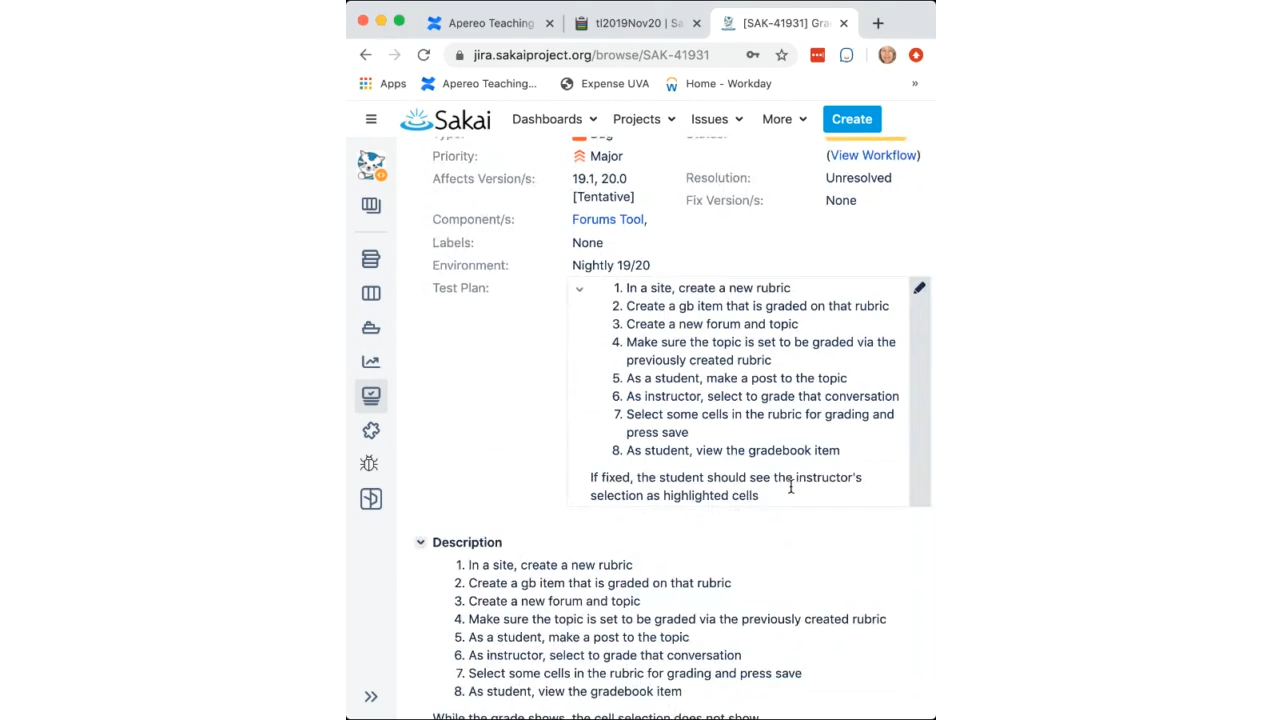 Apereo Teaching
tl2019Nov20 | Sa
[SAK-41931] Gra
jira.sakaiproject.org/browse/SAK-41931
Apps
Apereo Teaching...
Expense UVA
Home - Workday
»
Sakai
Dashboards
Projects
Issues
More
Create
Priority:
Major
(View Workflow)
Affects Version/s:
19.1, 20.0
[Tentative]
Resolution:
Unresolved
Fix Version/s:
None
Component/s:
Forums Tool,
Labels:
None
Environment:
Nightly 19/20
Test Plan:
1. In a site, create a new rubric
2. Create a gb item that is graded on that rubric
3. Create a new forum and topic
4. Make sure the topic is set to be graded via the
previously created rubric
5. As a student, make a post to the topic
6. As instructor, select to grade that conversation
7. Select some cells in the rubric for grading and
press save
8. As student, view the gradebook item
If fixed, the student should see the instructor's
selection as highlighted cells
Description
1. In a site, create a new rubric
2. Create a gb item that is graded on that rubric
3. Create a new forum and topic
4. Make sure the topic is set to be graded via the previously created rubric
5. As a student, make a post to the topic
6. As instructor, select to grade that conversation
7. Select some cells in the rubric for grading and press save
8. As student, view the gradebook item
While the grade shows, the cell selection does not show